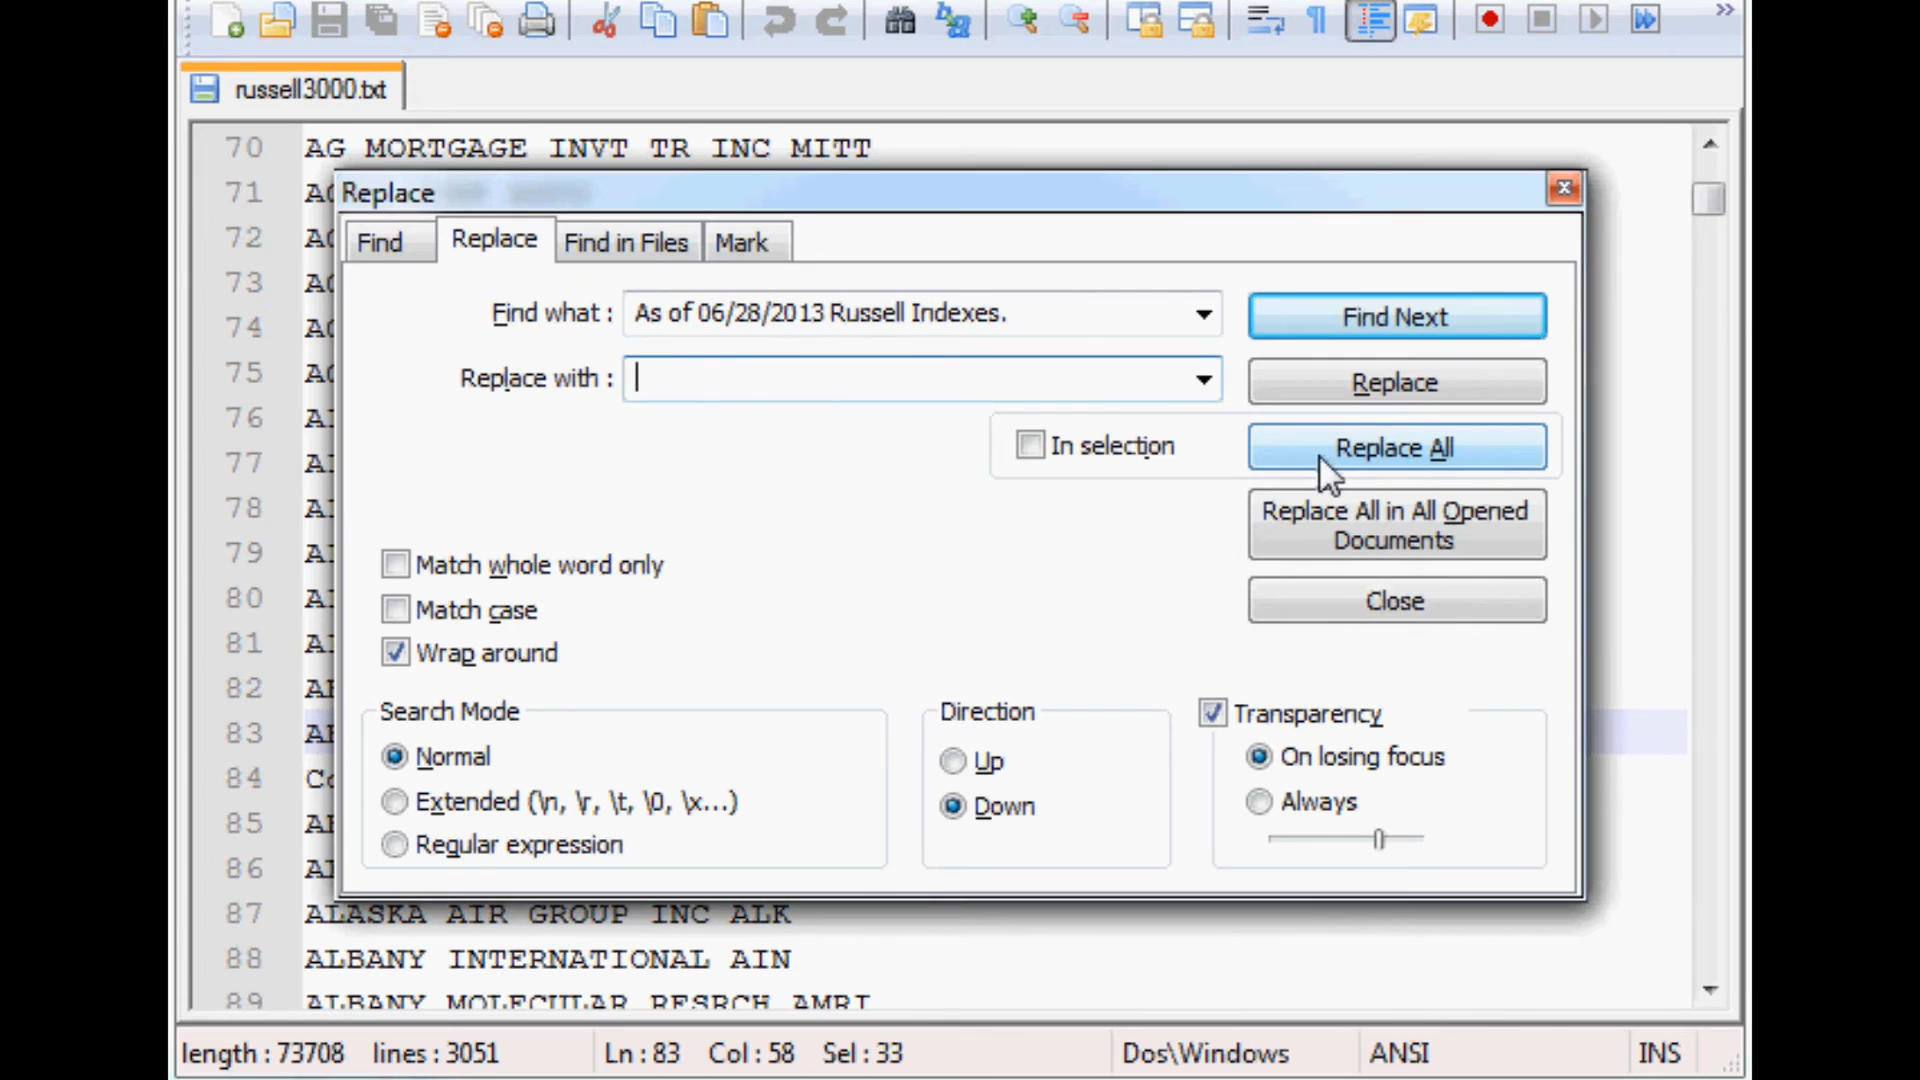 russell3000.txt
70 AG MORTGAGE INVT TR INC MITT
71
72
73
74
75
76
77
78
79
80
81
82
83
84
85
86
87 ALASKA AIR GROUP INC ALK
88 ALBANY INTERNATIONAL AIN
89 ALBANY MOLECULAR RESRCH AMRI
Replace
Find Replace Find in Files Mark
Find what : As of 06/28/2013 Russell Indexes. Find Next
Replace with : Replace
In selection Replace All
Replace All in All Opened
Documents
Close
Match whole word only
Match case
Wrap around
Search Mode Direction Transparency
Normal Up On losing focus
Extended (\n, \r, \t, \0, \x...) Down Always
Regular expression
length : 73708 lines : 3051 Ln : 83 Col : 58 Sel : 33 Dos\Windows ANSI INS